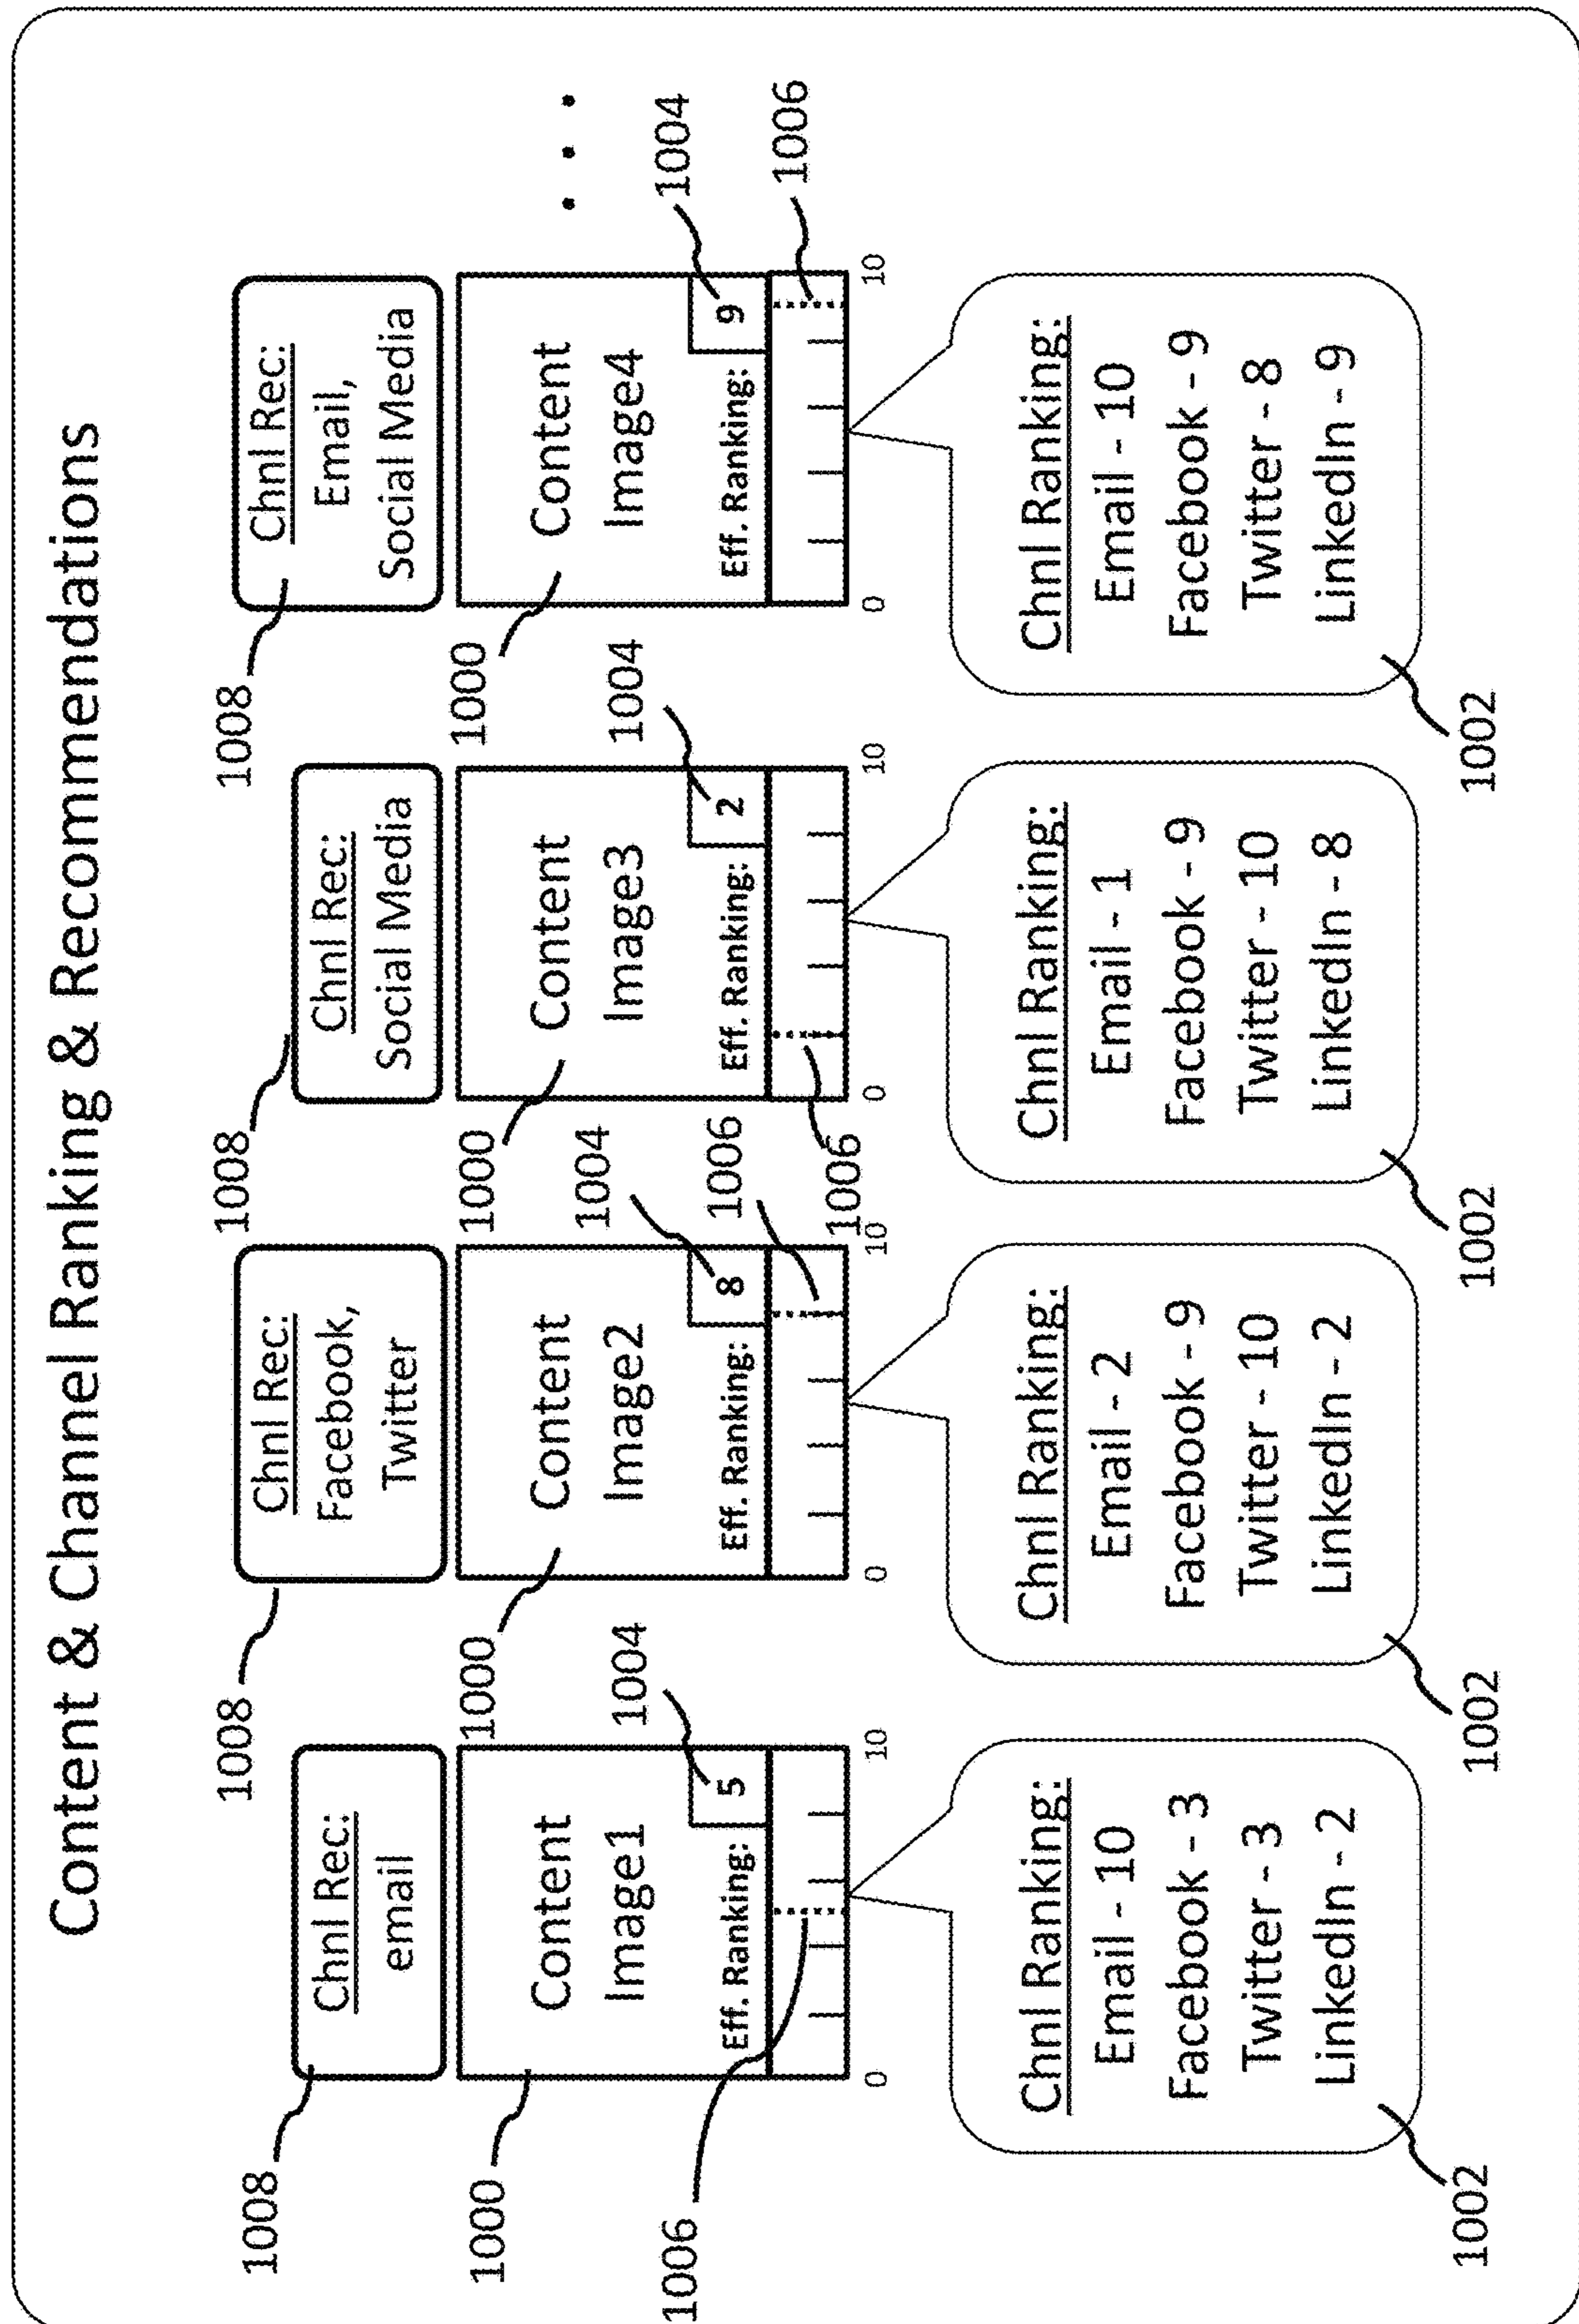 Content & Channel Ranking & Recommendations
1008
Chnl Rec:
email
1000
Content
Image1
Eff. Ranking:
5
1004
1006
0
10
Chnl Ranking:
Email - 10
Facebook - 3
Twitter - 3
LinkedIn - 2
1002
1008
Chnl Rec:
Facebook,
Twitter
1000
Content
Image2
Eff. Ranking:
8
1004
1006
0
10
Chnl Ranking:
Email - 2
Facebook - 9
Twitter - 10
LinkedIn - 2
1002
1008
Chnl Rec:
Social Media
1000
Content
Image3
Eff. Ranking:
2
1004
1006
0
10
Chnl Ranking:
Email - 1
Facebook - 9
Twitter - 10
LinkedIn - 8
1002
1008
Chnl Rec:
Email,
Social Media
1000
Content
Image4
Eff. Ranking:
9
1004
1006
0
10
Chnl Ranking:
Email - 10
Facebook - 9
Twitter - 8
LinkedIn - 9
1002
. . .